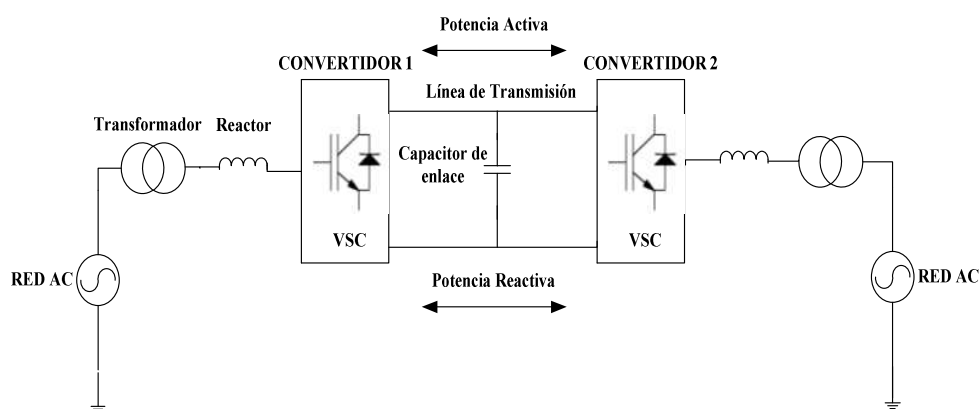 Potencia Activa
CONVERTIDOR 1
CONVERTIDOR 2
Línea de Transmisión
Transformador
Reactor
Capacitor de
enlace
VSC
VSC
RED AC
RED AC
Potencia Reactiva